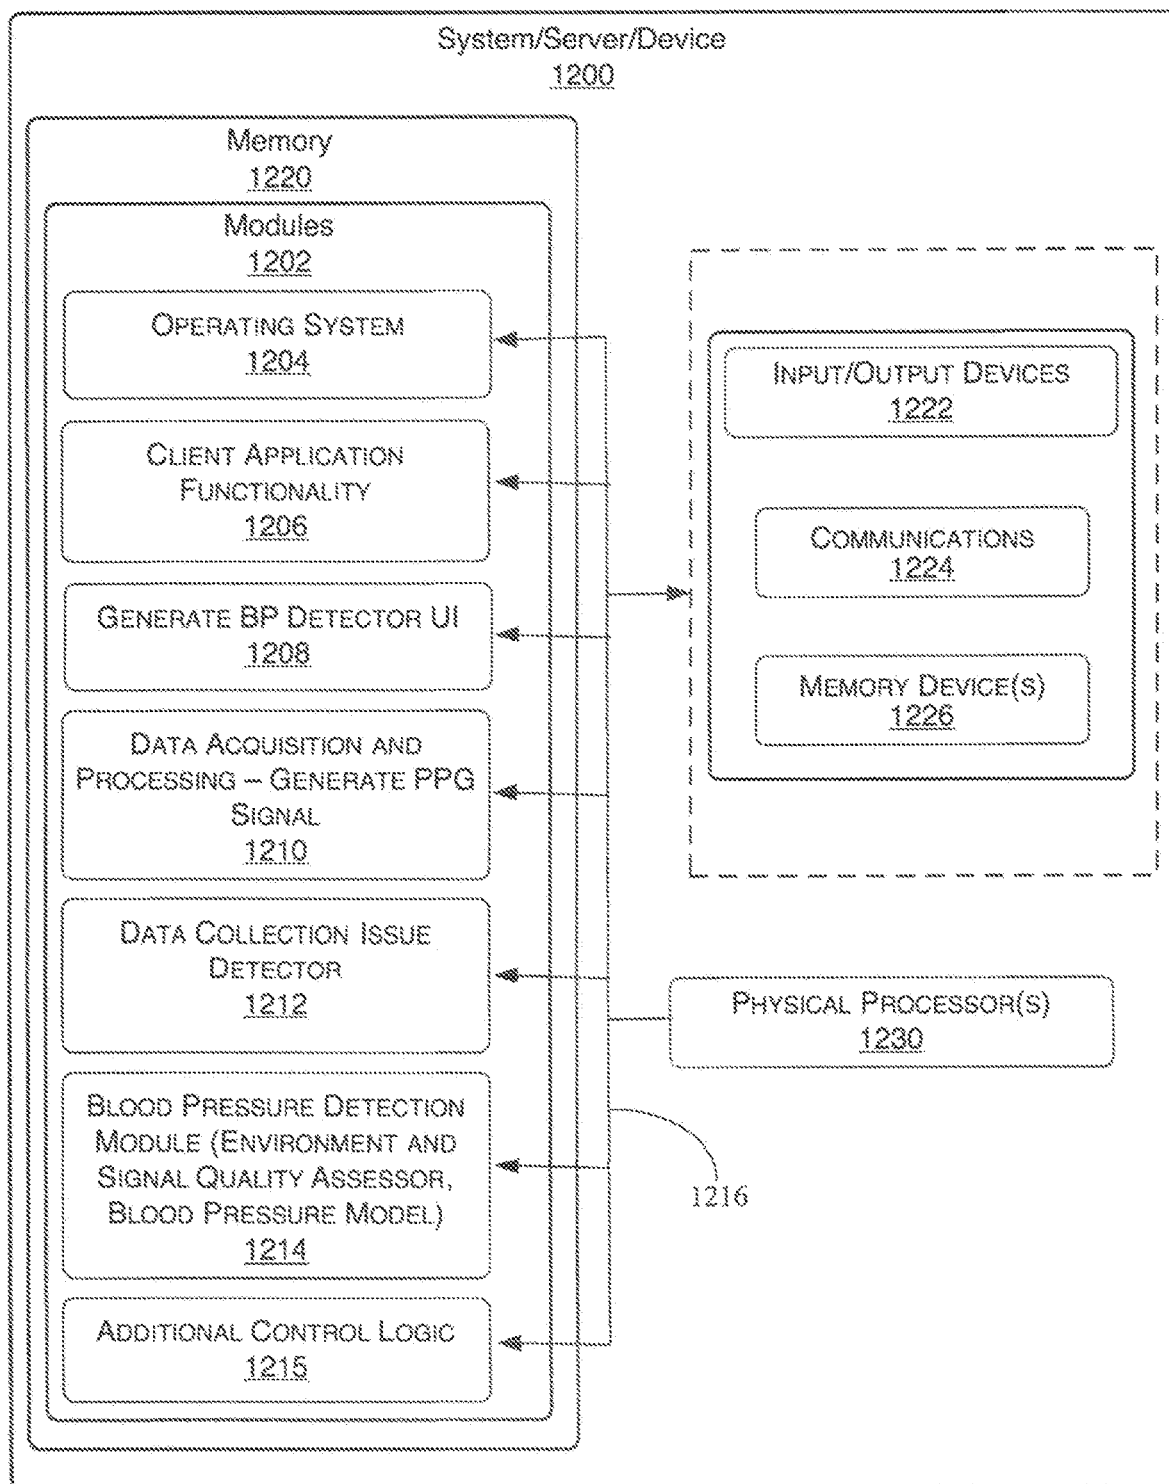 System/Server/Device
1200
Memory
1220
Modules
1202
OPERATING SYSTEM
1204
CLIENT APPLICATION
FUNCTIONALITY
1206
GENERATE BP DETECTOR UI
1208
DATA ACQUISITION AND
PROCESSING – GENERATE PPG
SIGNAL
1210
DATA COLLECTION ISSUE
DETECTOR
1212
BLOOD PRESSURE DETECTION
MODULE (ENVIRONMENT AND
SIGNAL QUALITY ASSESSOR,
BLOOD PRESSURE MODEL)
1214
ADDITIONAL CONTROL LOGIC
1215
INPUT/OUTPUT DEVICES
1222
COMMUNICATIONS
1224
MEMORY DEVICE(S)
1226
PHYSICAL PROCESSOR(S)
1230
1216